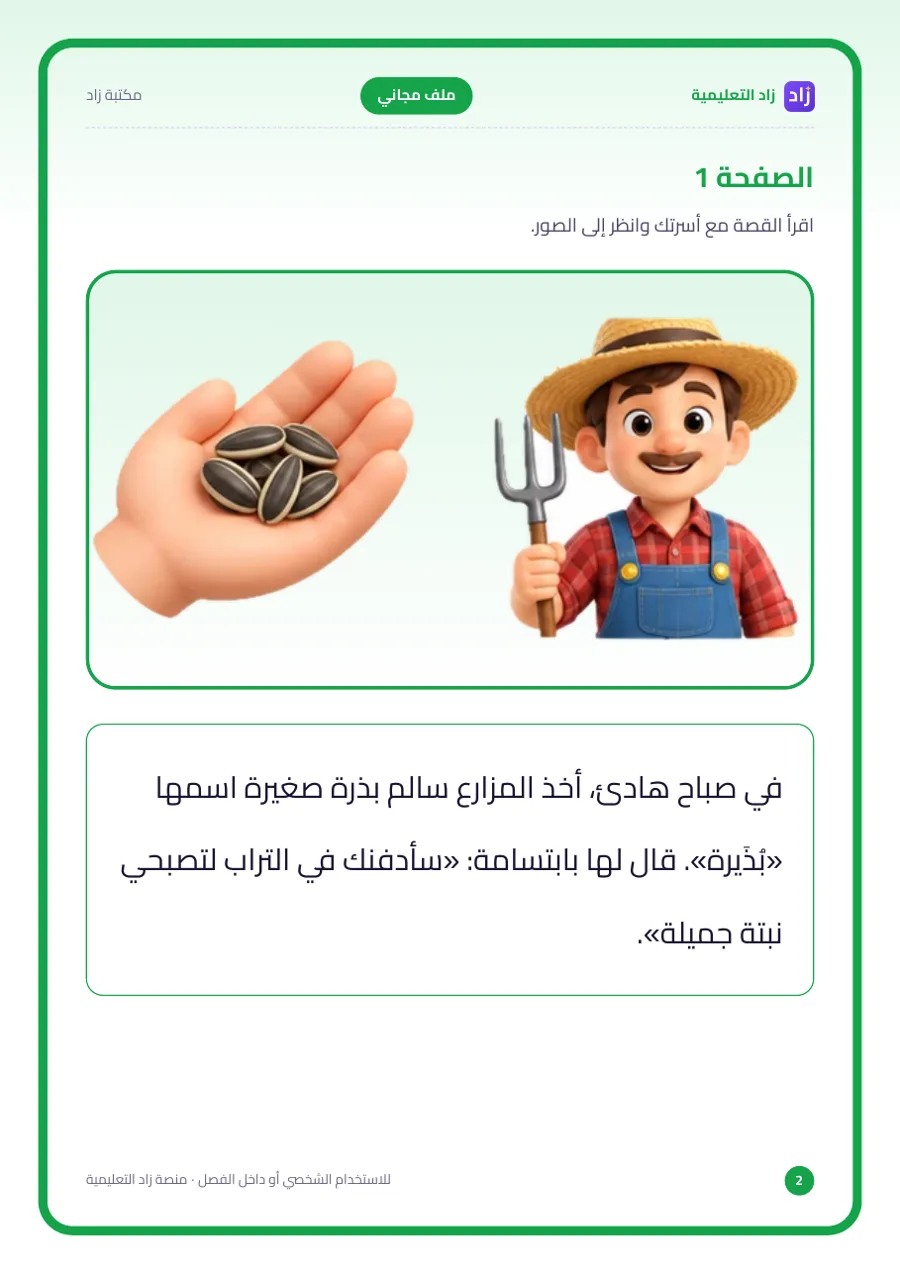 زاد
زاد التعليمية
ملف مجاني
مكتبة زاد
الصفحة 1
اقرأ القصة مع أسرتك وانظر إلى الصور.
في صباح هادئ، أخذ المزارع سالم بذرة صغيرة اسمها
«بُذَيرة». قال لها بابتسامة: «سأدفنك في التراب لتصبحي
نبتة جميلة».
2
للاستخدام الشخصي أو داخل الفصل · منصة زاد التعليمية